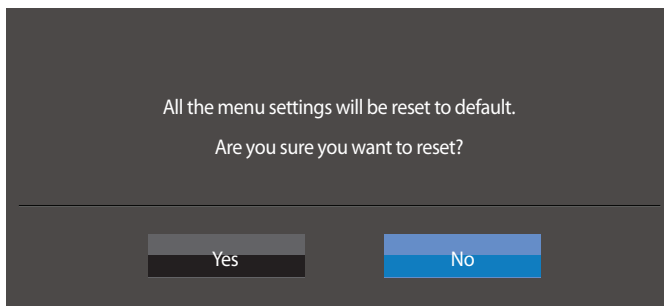 All the menu settings will be reset to default.
Are you sure you want to reset?
Yes
No